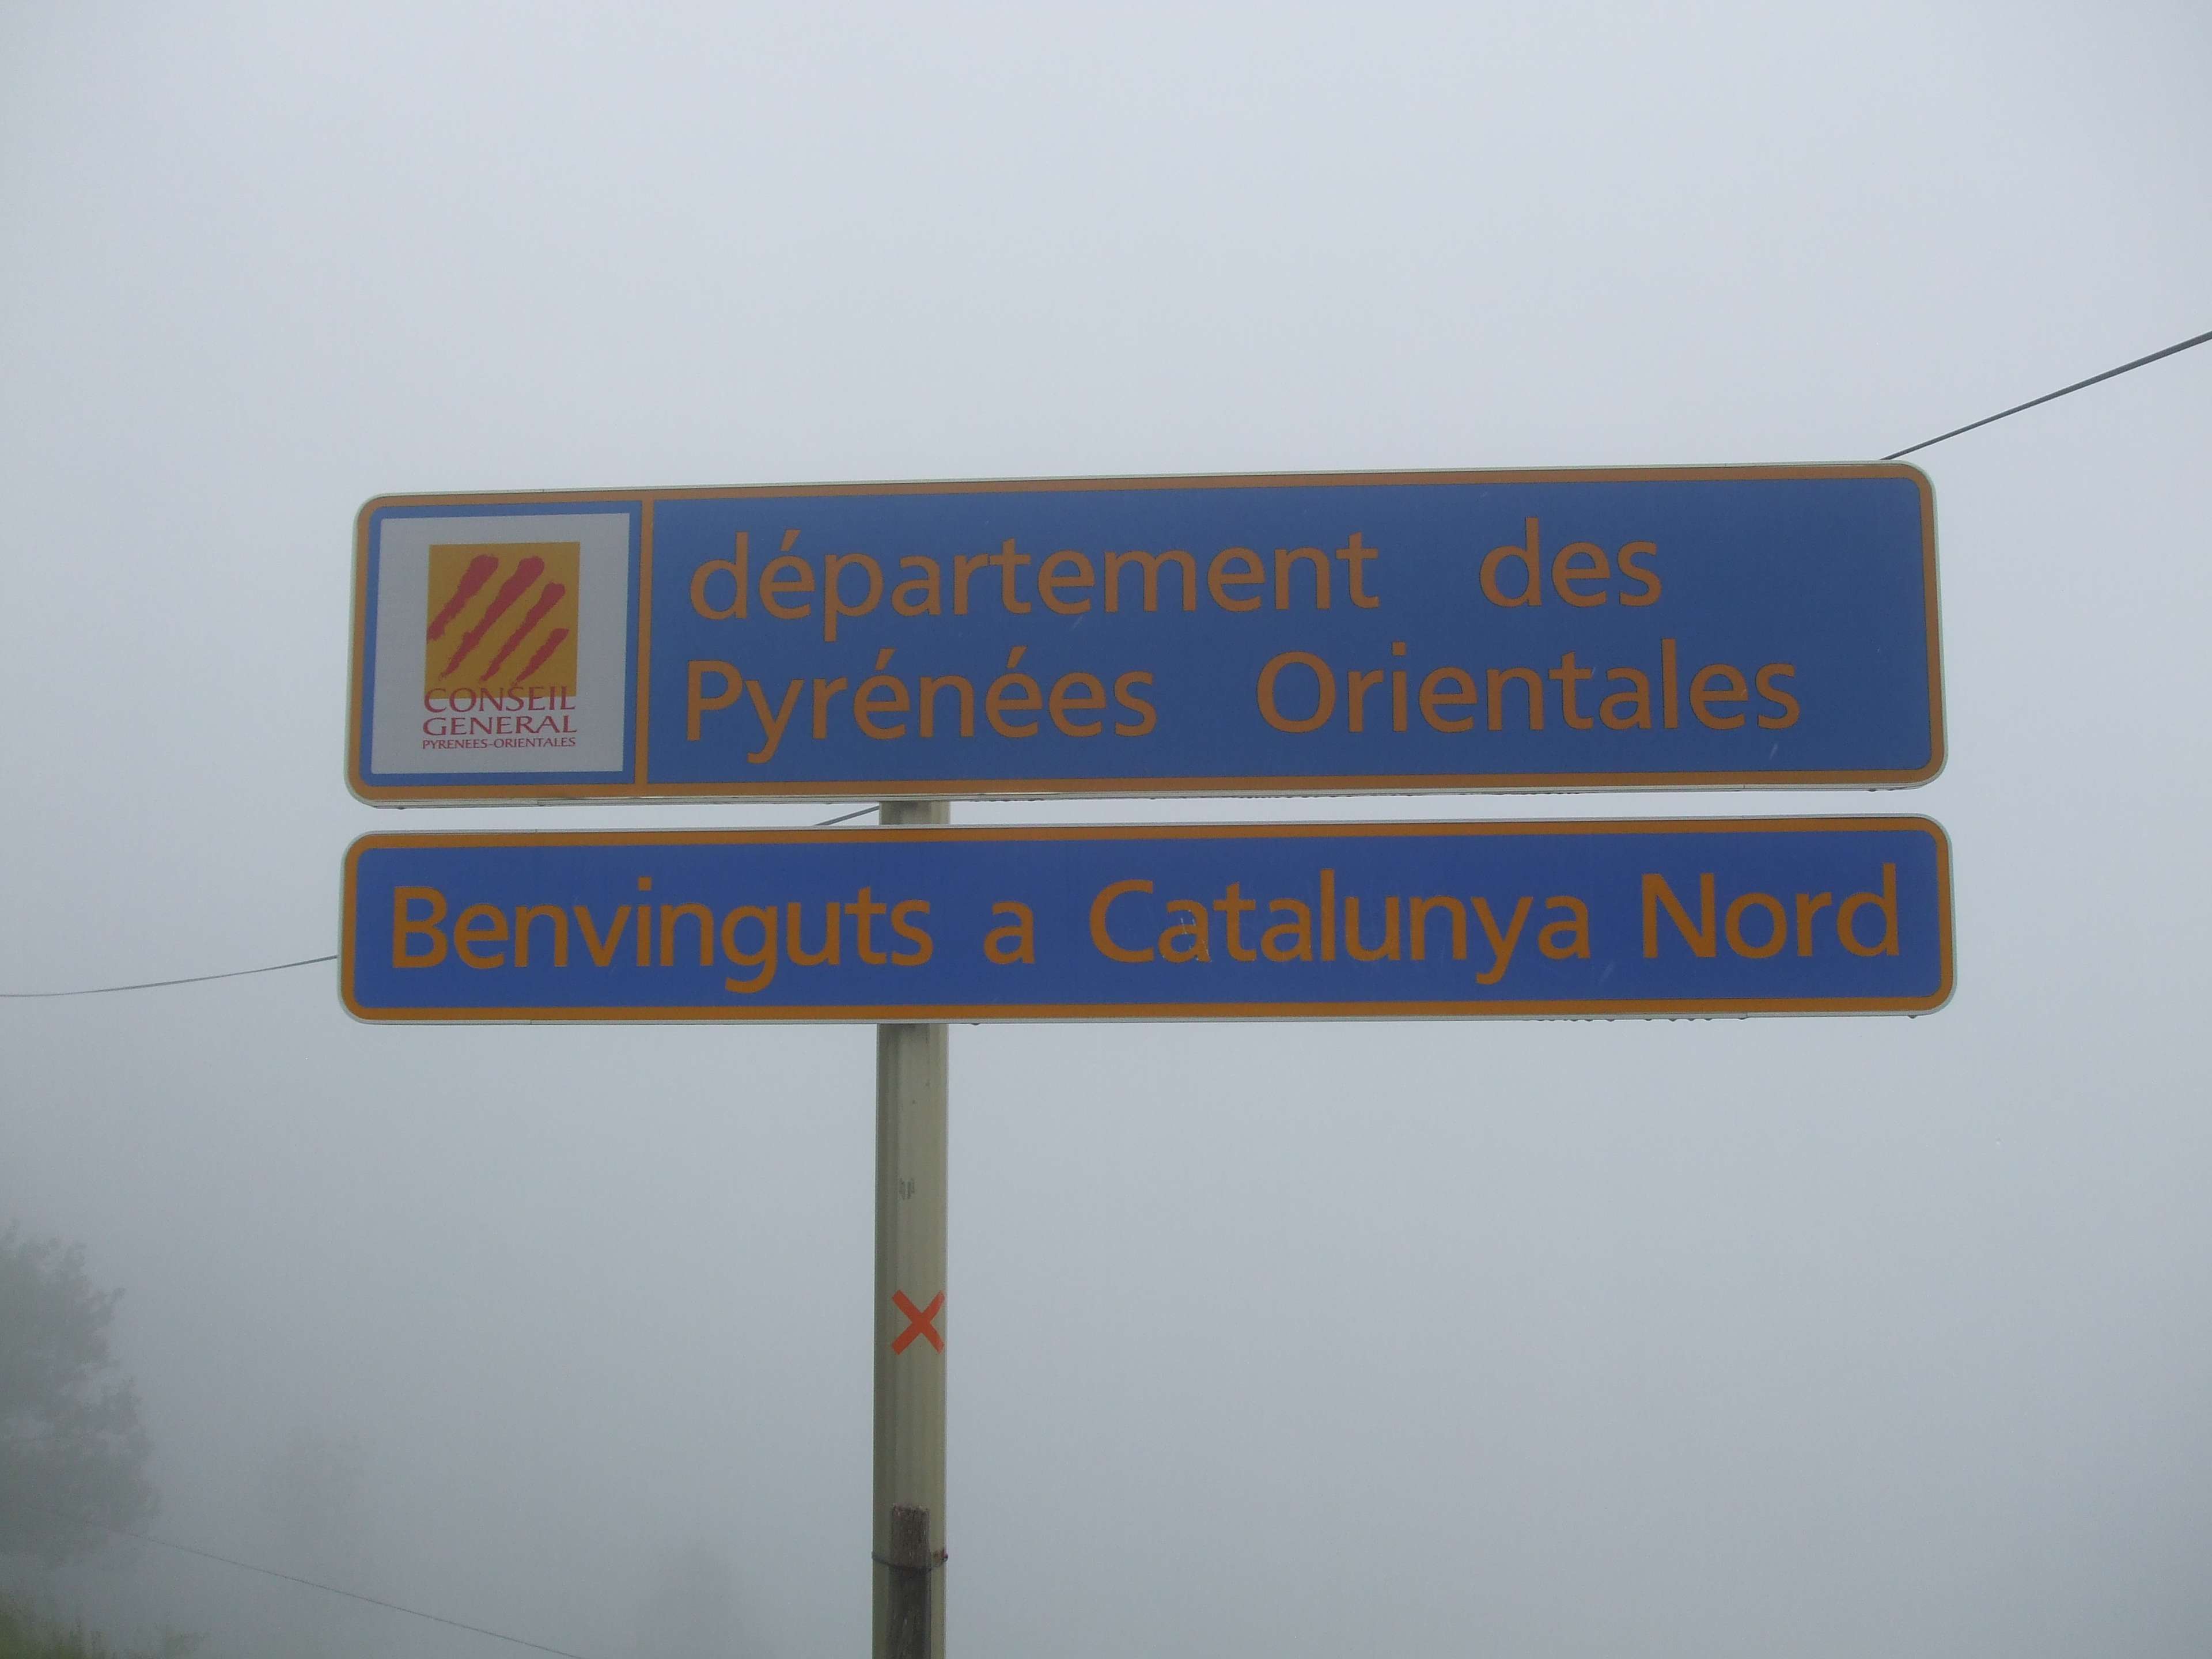 CONSEIL
GENERAL
PYRENEES-ORIENTALES
département des
Pyrénées Orientales
Benvinguts a Catalunya Nord